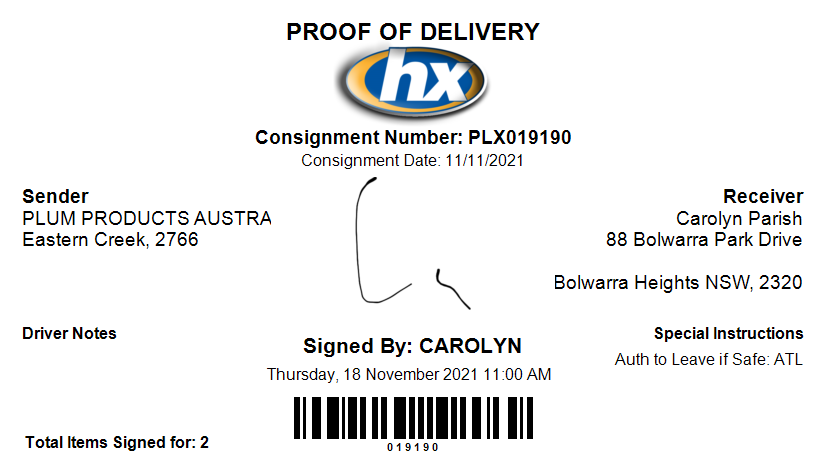 PROOF OF DELIVERY
hx
Consignment Number: PLX019190
Consignment Date: 11/11/2021
Sender
PLUM PRODUCTS AUSTRA
Eastern Creek, 2766
Receiver
Carolyn Parish
88 Bolwarra Park Drive
Bolwarra Heights NSW, 2320
Driver Notes
Signed By: CAROLYN
Thursday, 18 November 2021 11:00 AM
Special Instructions
Auth to Leave if Safe: ATL
Total Items Signed for: 2
019190